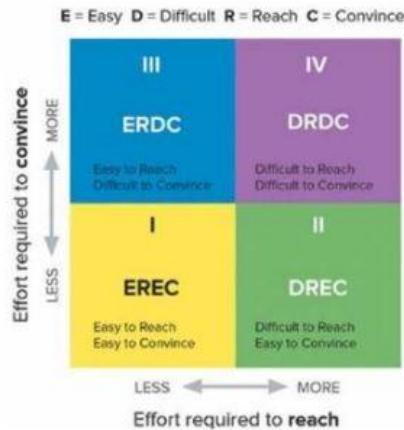 E = Easy D = Difficult R = Reach C = Convince
Effort required to convince
LESS
MORE
III
ERDC
Easy to Reach
Difficult to Convince
IV
DRDC
Difficult to Reach
Difficult to Convince
I
EREC
Easy to Reach
Easy to Convince
II
DREC
Difficult to Reach
Easy to Convince
LESS
MORE
Effort required to reach